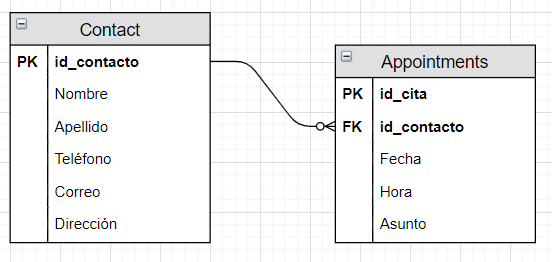 Contact
PK id_contacto
Nombre
Apellido
Teléfono
Correo
Dirección
Appointments
PK id_cita
FK id_contacto
Fecha
Hora
Asunto